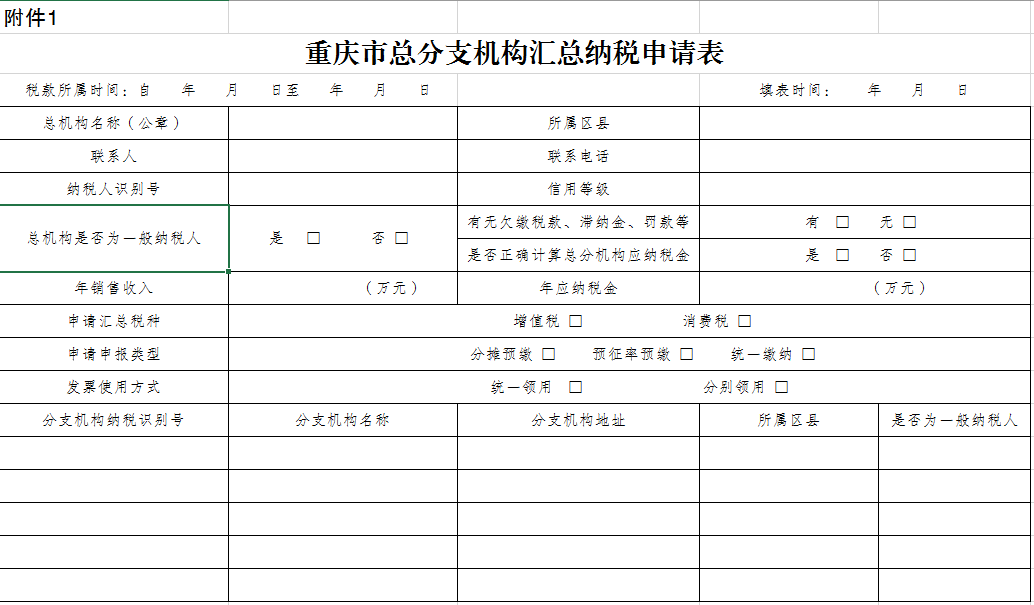 附件1
重庆市总分支机构汇总纳税申请表
税款所属时间：自 年 月 日至 年 月 日 填表时间： 年 月 日
总机构名称（公章） 所属区县
联系人 联系电话
纳税人识别号 信用等级
总机构是否为一般纳税人 是 □ 否 □ 有无欠缴税款、滞纳金、罚款等 有 □ 无 □
是否正确计算总分机构应纳税金 是 □ 否 □
年销售收入 （万元） 年应纳税金 （万元）
申请汇总税种 增值税 □ 消费税 □
申请申报类型 分摊预缴 □ 预征率预缴 □ 统一缴纳 □
发票使用方式 统一领用 □ 分别领用 □
分支机构纳税识别号 分支机构名称 分支机构地址 所属区县 是否为一般纳税人